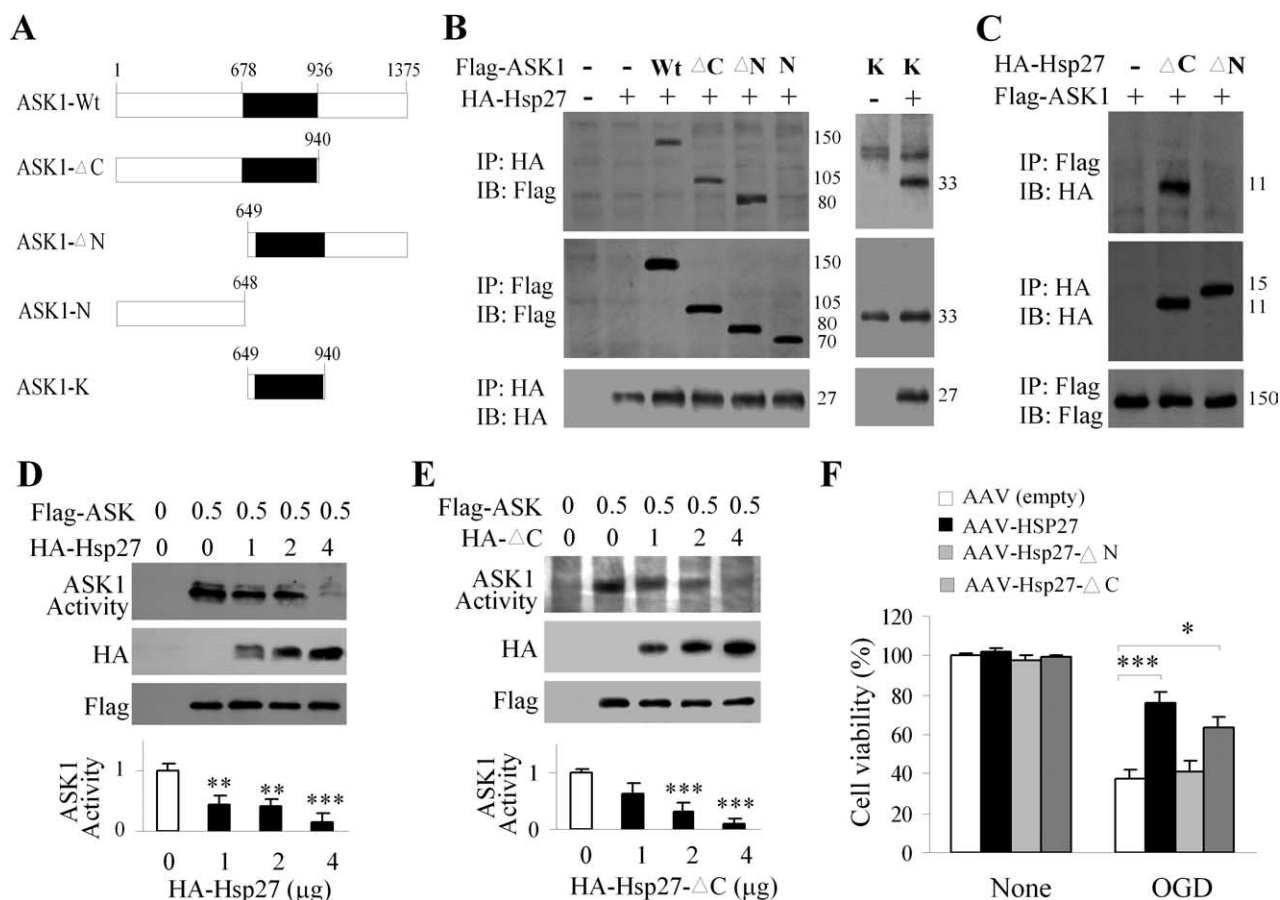 A
1 678 936 1375
ASK1-Wt
940
ASK1-△C
649
ASK1-△N
648
ASK1-N
649 940
ASK1-K
B
Flag-ASK1 - - Wt △C △N N K K
HA-Hsp27 - + + + + + - +
IP: HA
IB: Flag
150
105
80
33
IP: Flag
IB: Flag
150
105
80
70
33
IP: HA
IB: HA
27
27
C
HA-Hsp27 - △C △N
Flag-ASK1 + + +
IP: Flag
IB: HA
11
IP: HA
IB: HA
15
11
IP: Flag
IB: Flag
150
D
Flag-ASK 0 0.5 0.5 0.5 0.5
HA-Hsp27 0 0 1 2 4
ASK1
Activity
HA
Flag
ASK1
Activity
1
0
** ** ***
0 1 2 4
HA-Hsp27 (µg)
E
Flag-ASK 0 0.5 0.5 0.5 0.5
HA-△C 0 0 1 2 4
ASK1
Activity
HA
Flag
ASK1
Activity
1
0
*** ***
0 1 2 4
HA-Hsp27-△C (µg)
F
AAV (empty)
AAV-HSP27
AAV-Hsp27-△ N
AAV-Hsp27-△ C
Cell viability (%)
120
100
80
60
40
20
0
***
*
None OGD